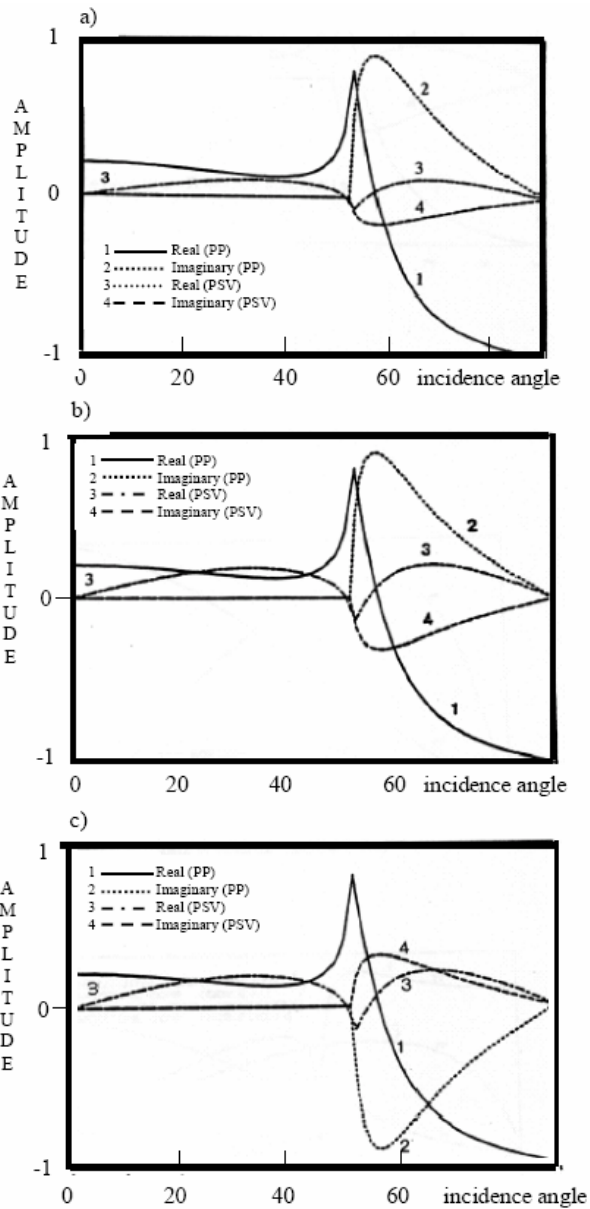 a)
1
AMPLITUDE
2
3
3
0
4
1 Real (PP)
2 Imaginary (PP)
3 Real (PSV)
4 Imaginary (PSV)
1
-1
0 20 40 60 incidence angle
b)
1
AMPLITUDE
1 Real (PP)
2 Imaginary (PP)
3 Real (PSV)
4 Imaginary (PSV)
2
3
3
0
4
1
-1
0 20 40 60 incidence angle
c)
1
AMPLITUDE
1 Real (PP)
2 Imaginary (PP)
3 Real (PSV)
4 Imaginary (PSV)
4
3
3
0
1
2
-1
0 20 40 60 incidence angle